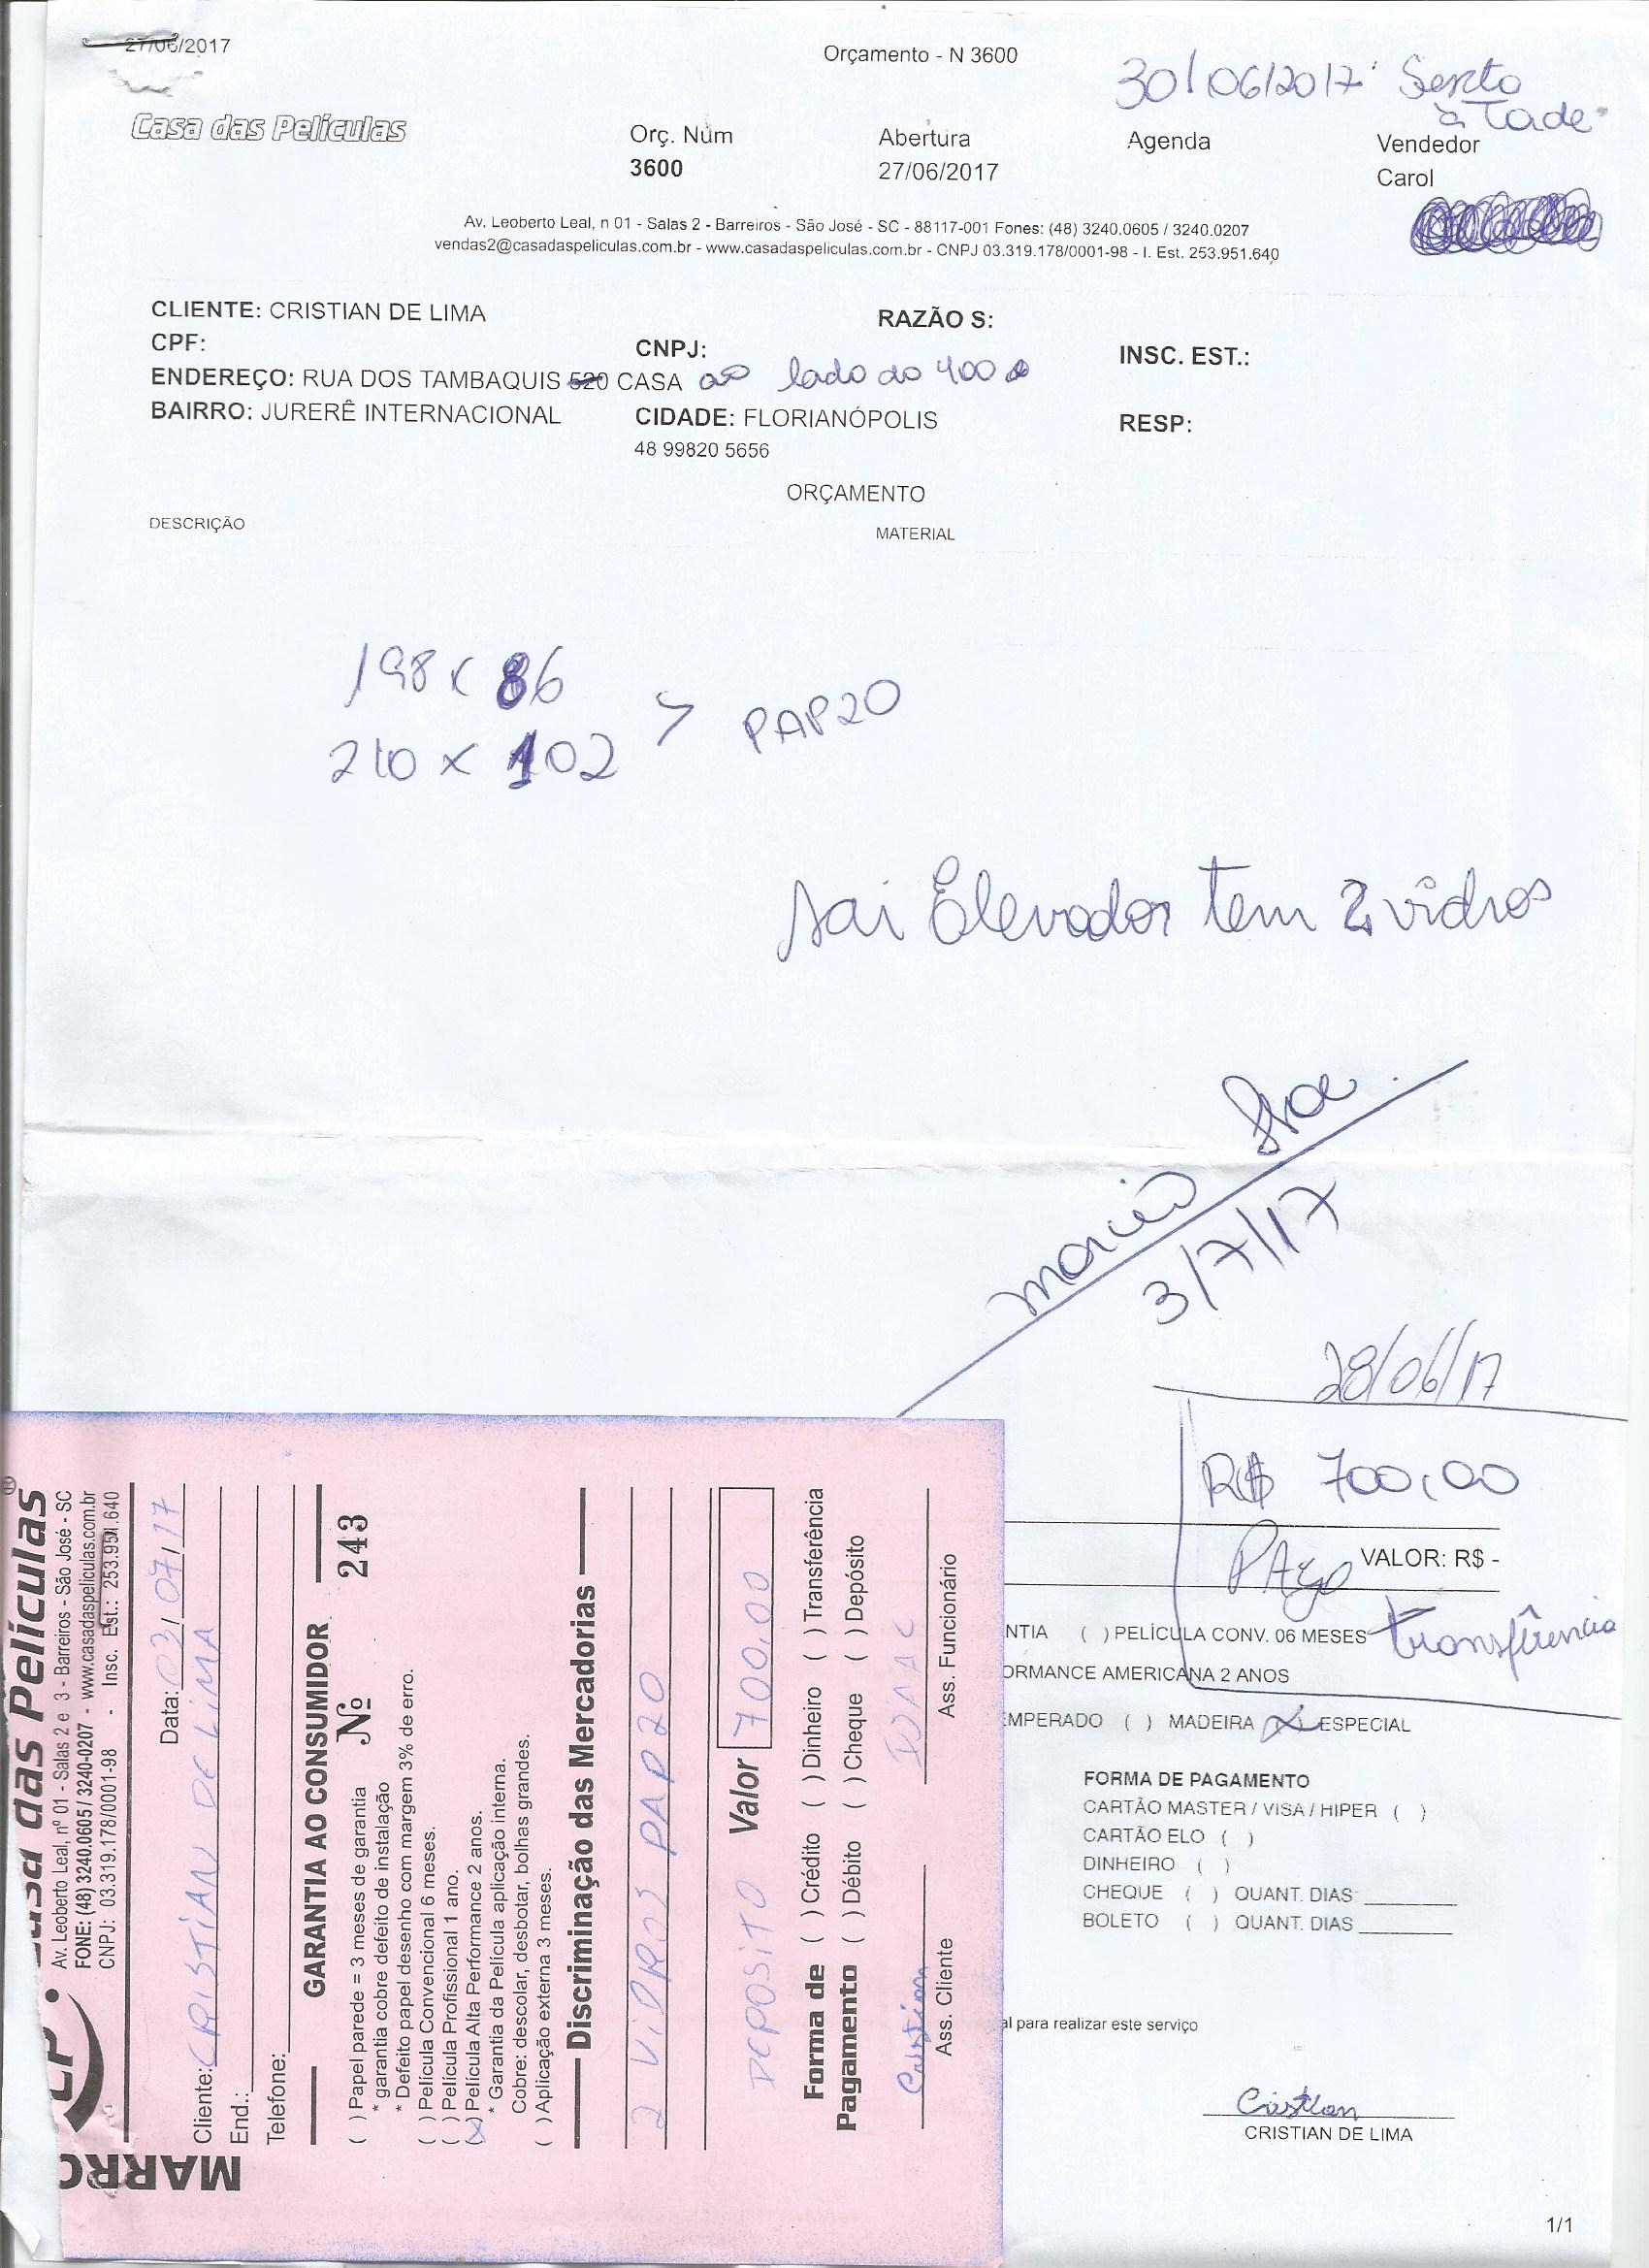 27/06/2017
Orçamento - N 3600
30/06/2017 Sexto
à Tade
Casa das Películas
Orç. Núm
Abertura
Agenda
Vendedor
3600
27/06/2017
Carol
Av. Leoberto Leal, n 01 - Salas 2 - Barreiros - São José - SC - 88117-001 Fones: (48) 3240.0605 / 3240.0207
vendas2@casadaspeliculas.com.br - www.casadaspeliculas.com.br - CNPJ 03.319.178/0001-98 - I. Est. 253.951.640
CLIENTE: CRISTIAN DE LIMA
RAZÃO S:
CPF:
CNPJ:
INSC. EST.:
ENDEREÇO: RUA DOS TAMBAQUIS 520 CASA ao lado do 400
BAIRRO: JURERÊ INTERNACIONAL
CIDADE: FLORIANÓPOLIS
RESP:
48 99820 5656
ORÇAMENTO
DESCRIÇÃO
MATERIAL
198 x 86
210 x 102 > PAP20
sai Elevador tem 2 vidros
3/7/17
28/06/17
R$ 700,00
PAgo
VALOR: R$ -
transfêrencia
NTIA ( ) PELÍCULA CONV. 06 MESES
ORMANCE AMERICANA 2 ANOS
EMPERADO ( ) MADEIRA (x) ESPECIAL
FORMA DE PAGAMENTO
CARTÃO MASTER / VISA / HIPER ( )
CARTÃO ELO ( )
DINHEIRO ( )
CHEQUE ( ) QUANT. DIAS
BOLETO ( ) QUANT. DIAS
al para realizar este serviço
Cristian
CRISTIAN DE LIMA
1/1
asa das Películas®
Av. Leoberto Leal, nº 01 - Salas 2 e 3 - Barreiros - São José - SC
FONE: (48) 3240.0605 / 3240-0207 - www.casadaspeliculas.com.br
CNPJ: 03.319.178/0001-98 - Insc. Est.: 253.951.640
MARRO
Data: 03/07/17
Cliente: CRISTIAN DE LIMA
End.:
Telefone:
GARANTIA AO CONSUMIDOR
Nº 243
( ) Papel parede = 3 meses de garantia
* garantia cobre defeito de instalação
* Defeito papel desenho com margem 3% de erro.
( ) Película Convencional 6 meses.
( ) Película Profissional 1 ano.
(x) Película Alta Performance 2 anos.
* Garantia da Película aplicação interna.
Cobre: descolar, desbotar, bolhas grandes.
( ) Aplicação externa 3 meses.
Discriminação das Mercadorias
2 ViDROS PAP20
DEPOSiTO Valor 700,00
Forma de Pagamento
( ) Crédito ( ) Dinheiro ( ) Transferência
( ) Débito ( ) Cheque ( ) Depósito
Cristian
ISAAC
Ass. Cliente
Ass. Funcionário